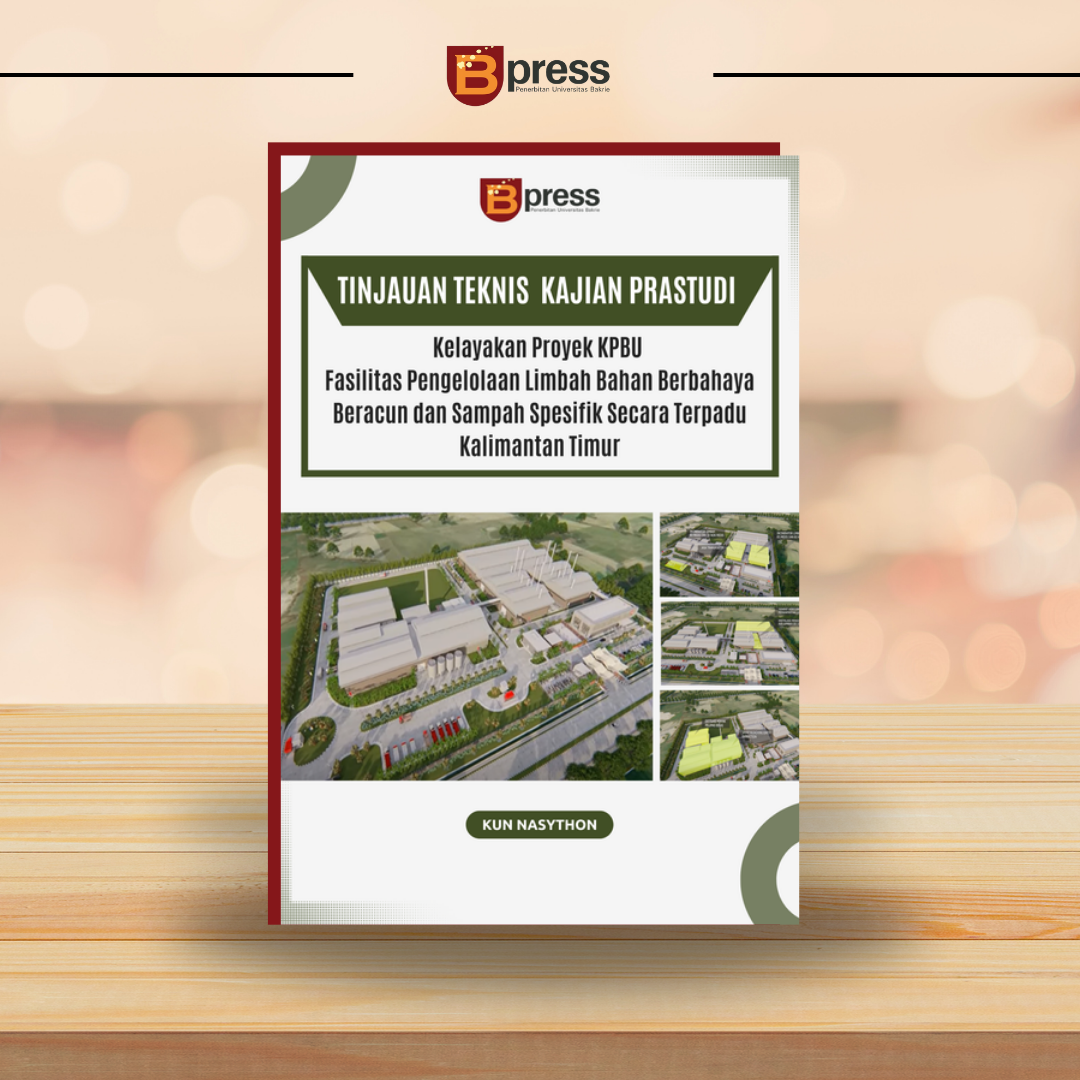 Bpress
Penerbitan Universitas Bakrie
Bpress
Penerbitan Universitas Bakrie
TINJAUAN TEKNIS KAJIAN PRASTUDI
Kelayakan Proyek KPBU
Fasilitas Pengelolaan Limbah Bahan Berbahaya
Beracun dan Sampah Spesifik Secara Terpadu
Kalimantan Timur
KUN NASYTHON